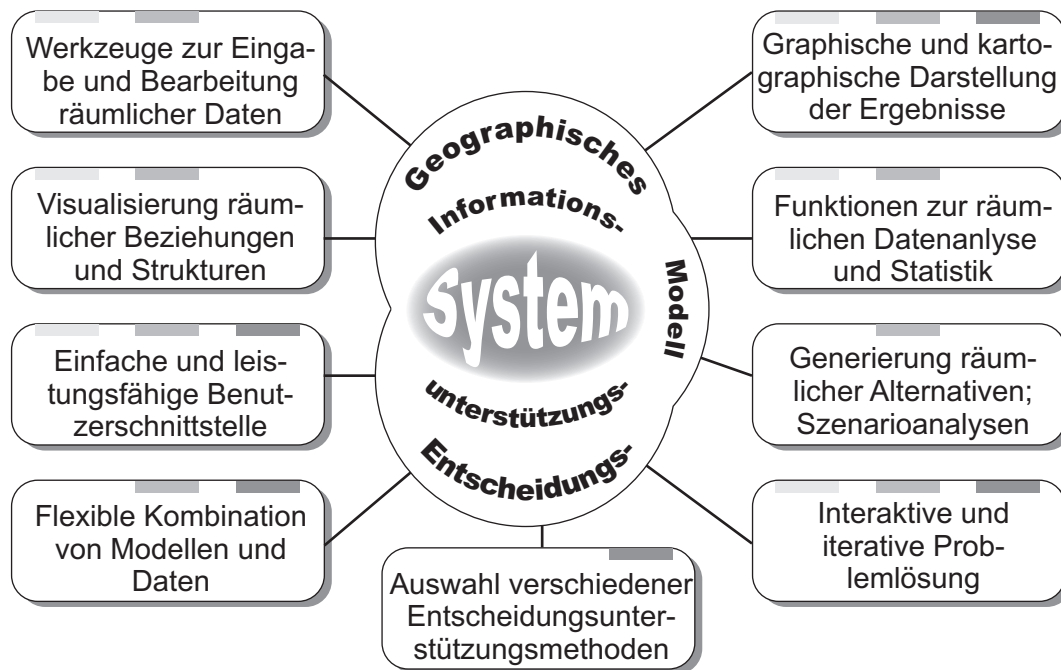 Werkzeuge zur Einga-
be und Bearbeitung
räumlicher Daten
Graphische und karto-
graphische Darstellung
der Ergebnisse
Visualisierung räum-
licher Beziehungen
und Strukturen
Funktionen zur räum-
lichen Datenanlyse
und Statistik
Einfache und leis-
tungsfähige Benut-
zerschnittstelle
Generierung räum-
licher Alternativen;
Szenarioanalysen
Flexible Kombination
von Modellen und
Daten
Interaktive und
iterative Prob-
lemlösung
Auswahl verschiedener
Entscheidungsunter-
stützungsmethoden
Geographisches
Informations-
System
Modell
unterstützungs-
Entscheidungs-